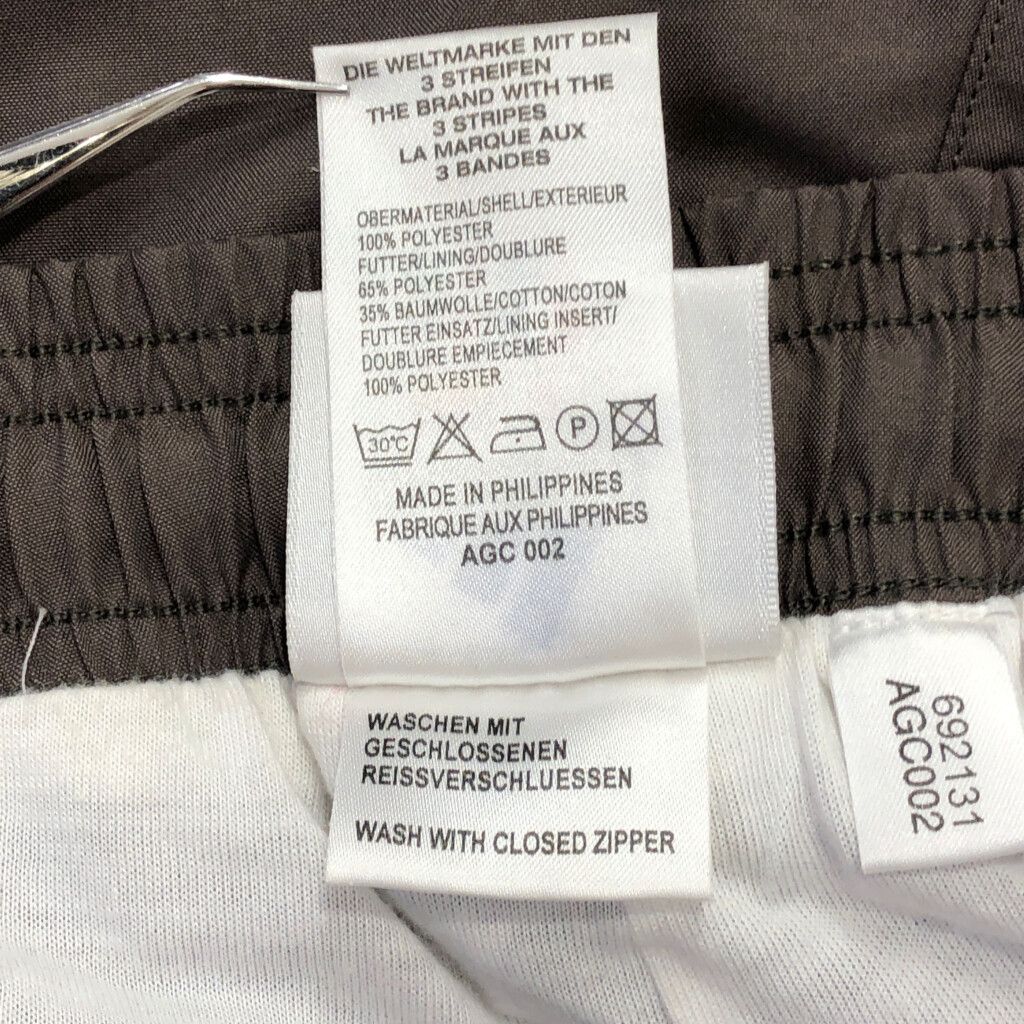 DIE WELTMARKE MIT DEN
3 STREIFEN
THE BRAND WITH THE
3 STRIPES
LA MARQUE AUX
3 BANDES
OBERMATERIAL/SHELL/EXTERIEUR
100% POLYESTER
FUTTER/LINING/DOUBLURE
65% POLYESTER
35% BAUMWOLLE/COTTON/COTON
FUTTER EINSATZ/LINING INSERT/
DOUBLURE EMPIECEMENT
100% POLYESTER
30°C P
MADE IN PHILIPPINES
FABRIQUE AUX PHILIPPINES
AGC 002
WASCHEN MIT
GESCHLOSSENEN
REISSVERSCHLUESSEN
WASH WITH CLOSED ZIPPER
692131
AGC002